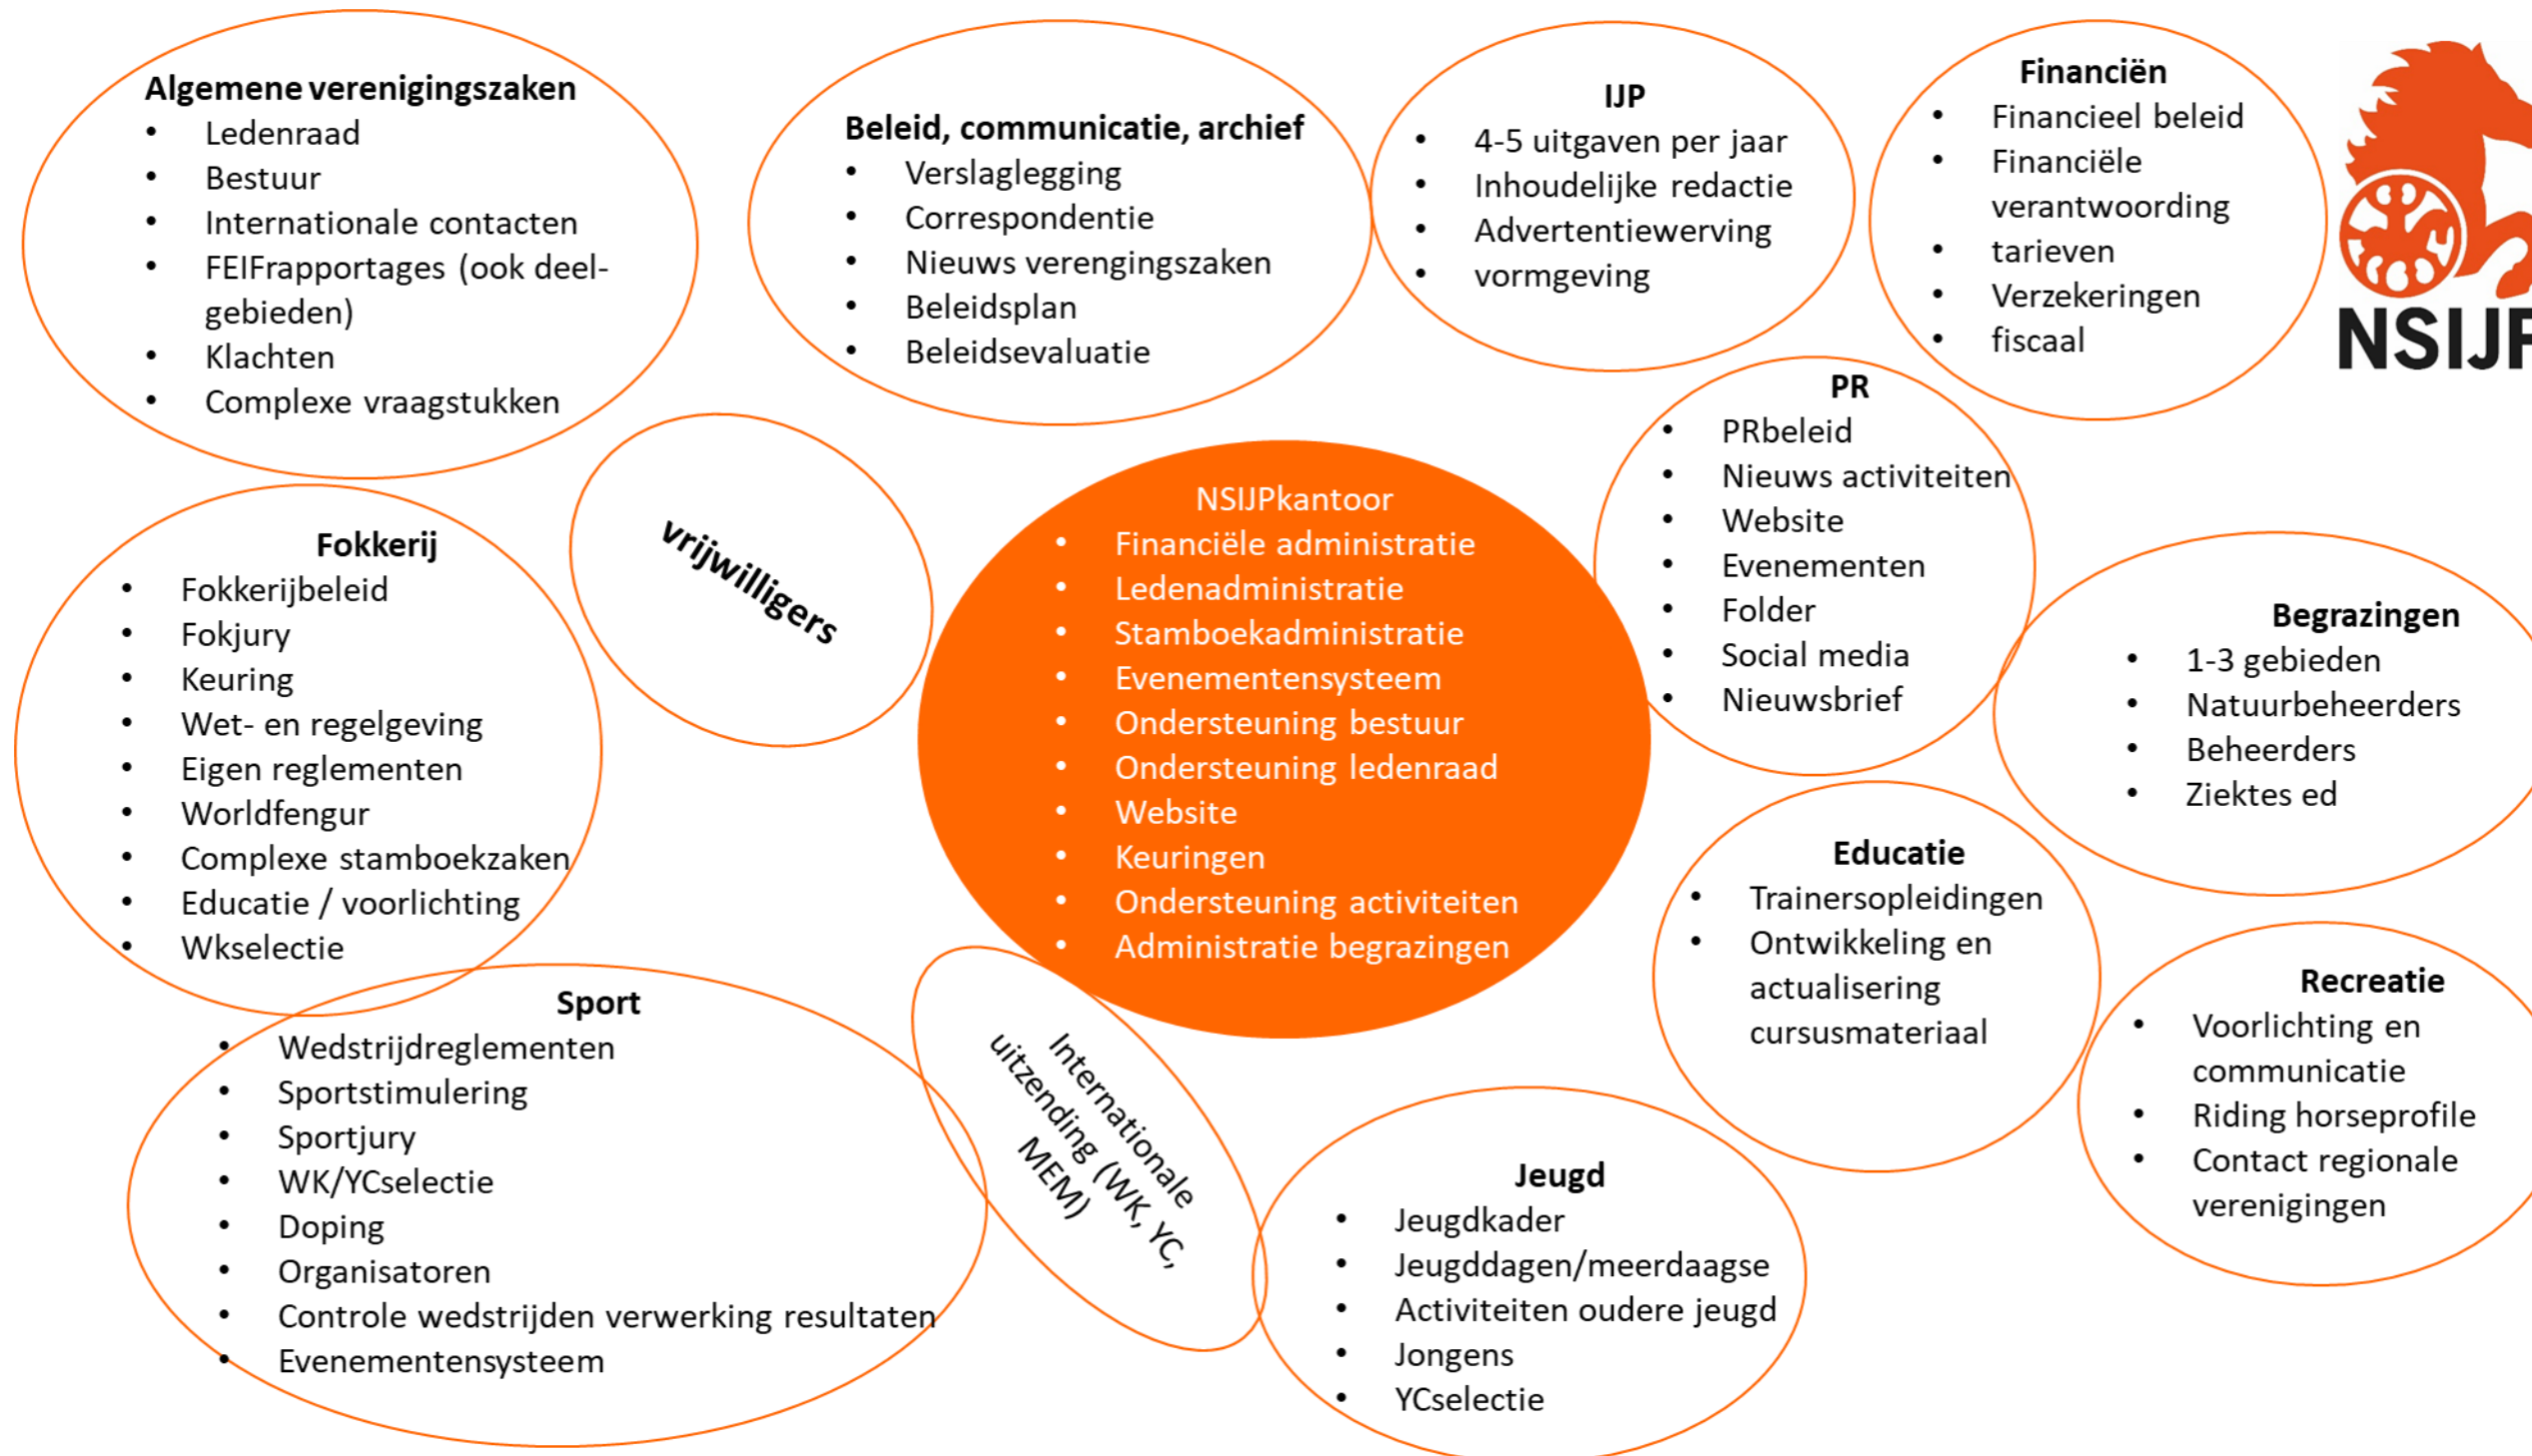 Algemene verenigingszaken
• Ledenraad
• Bestuur
• Internationale contacten
• FEIFrapportages (ook deel-
gebieden)
• Klachten
• Complexe vraagstukken
Beleid, communicatie, archief
• Verslaglegging
• Correspondentie
• Nieuws verengingszaken
• Beleidsplan
• Beleidsevaluatie
IJP
• 4-5 uitgaven per jaar
• Inhoudelijke redactie
• Advertentiewerving
• vormgeving
Financiën
• Financieel beleid
• Financiële
verantwoording
• tarieven
• Verzekeringen
• fiscaal
NSIJP
PR
• PRbeleid
• Nieuws activiteiten
• Website
• Evenementen
• Folder
• Social media
• Nieuwsbrief
vrijwilligers
NSIJPkantoor
• Financiële administratie
• Ledenadministratie
• Stamboekadministratie
• Evenementensysteem
• Ondersteuning bestuur
• Ondersteuning ledenraad
• Website
• Keuringen
• Ondersteuning activiteiten
• Administratie begrazingen
Fokkerij
• Fokkerijbeleid
• Fokjury
• Keuring
• Wet- en regelgeving
• Eigen reglementen
• Worldfengur
• Complexe stamboekzaken
• Educatie / voorlichting
• Wkselectie
Begrazingen
• 1-3 gebieden
• Natuurbeheerders
• Beheerders
• Ziektes ed
Educatie
• Trainersopleidingen
• Ontwikkeling en
actualisering
cursusmateriaal
Recreatie
• Voorlichting en
communicatie
• Riding horseprofile
• Contact regionale
verenigingen
Sport
• Wedstrijdreglementen
• Sportstimulering
• Sportjury
• WK/YCselectie
• Doping
• Organisatoren
• Controle wedstrijden verwerking resultaten
• Evenementensysteem
Internationale
uitzending (WK, YC,
MEM)
Jeugd
• Jeugdkader
• Jeugddagen/meerdaagse
• Activiteiten oudere jeugd
• Jongens
• YCselectie